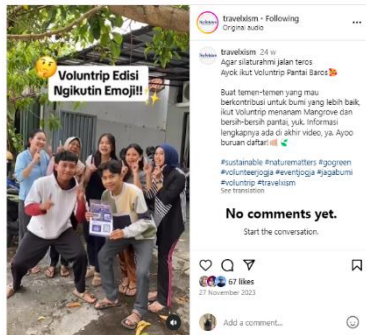 Voluntrip Edisi
Ngikutin Emoji!!
travelxism • Following
Original audio
travelxism 24 w
Agar silaturahmi jalan teros
Ayok ikut Voluntrip Pantai Baros
Buat temen-temen yang mau
berkontribusi untuk bumi yang lebih baik,
ikut Voluntrip menanam Mangrove dan
bersih-bersih pantai, yuk. Informasi
lengkapnya ada di akhir video, ya. Ayoo
buruan daftar!
#sustainable #naturematters #gogreen
#volunteerjogja #eventjogja #jagabumi
#voluntrip #travelxism
See translation
No comments yet.
Start the conversation.
67 likes
27 November 2023
Add a comment...